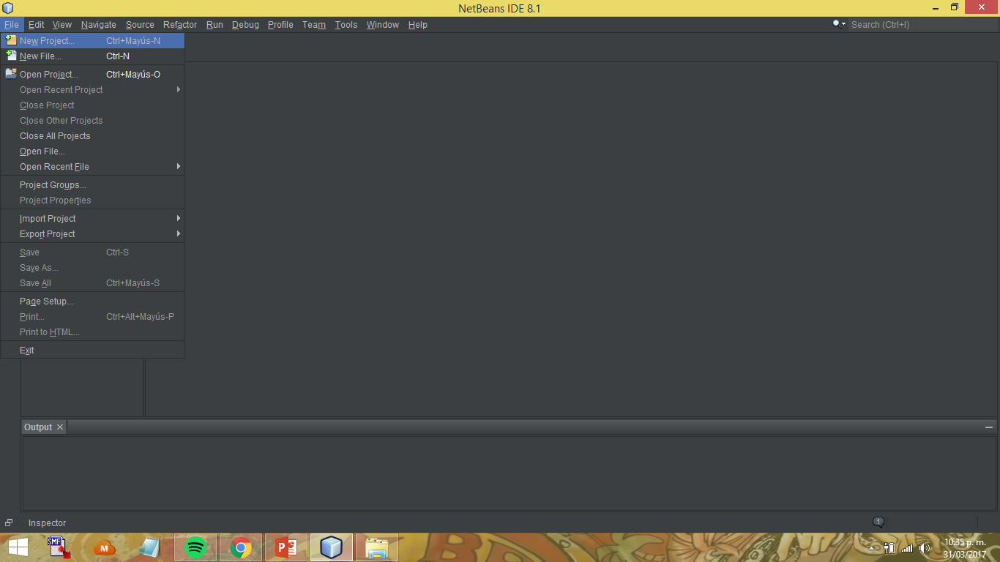 NetBeans IDE 8.1
File Edit View Navigate Source Refactor Run Debug Profile Team Tools Window Help Search (Ctrl+I)
New Project... Ctrl+Mayús-N
New File... Ctrl-N
Open Project... Ctrl+Mayús-O
Open Recent Project
Close Project
Close Other Projects
Close All Projects
Open File...
Open Recent File
Project Groups...
Project Properties
Import Project
Export Project
Save Ctrl-S
Save As...
Save All Ctrl+Mayús-S
Page Setup...
Print... Ctrl+Alt+Mayús-P
Print to HTML...
Exit
Output
Inspector 1
SMF M P 10:35 p. m.
31/03/2017